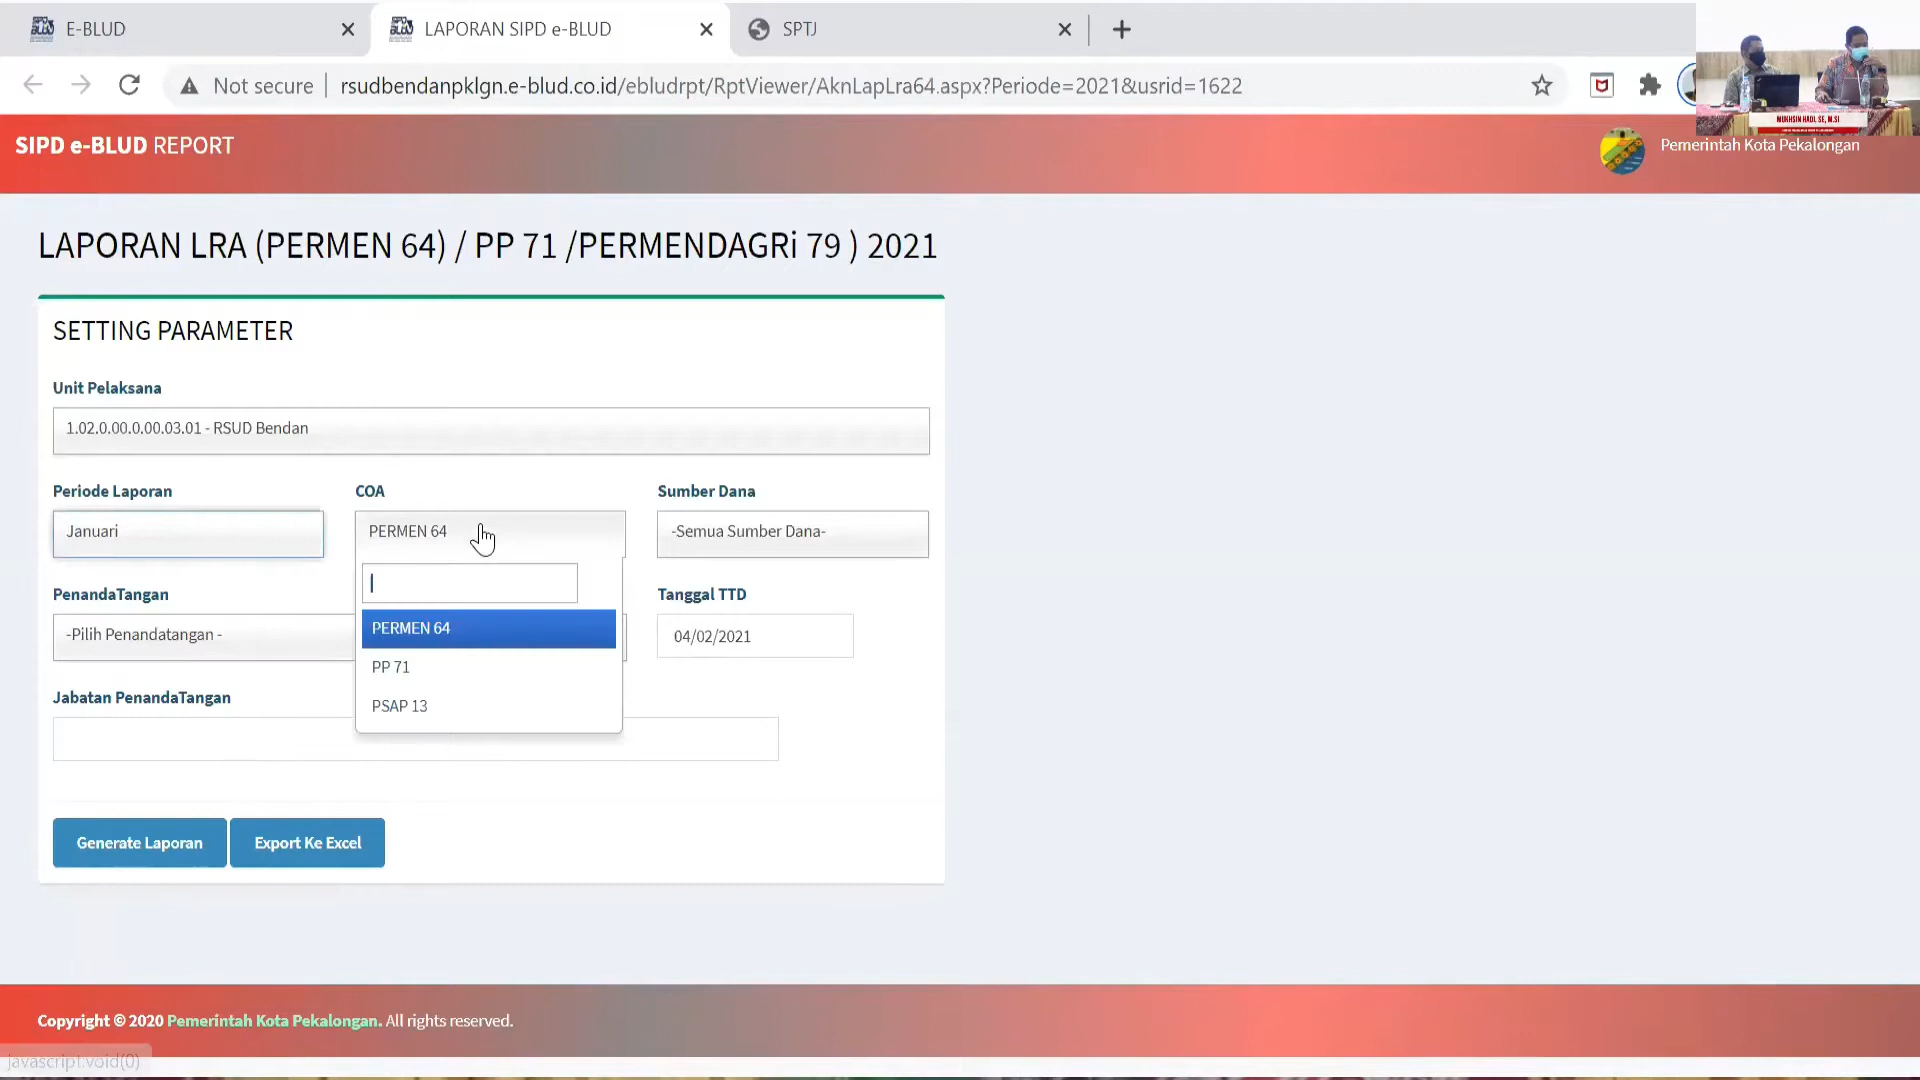 E-BLUD
LAPORAN SIPD e-BLUD
SPTJ
Not secure
rsudbendanpklgn.e-blud.co.id/ebludrpt/RptViewer/AknLapLra64.aspx?Periode=2021&usrid=1622
MUKHSIN HADI, SE, M.SI
SIPD e-BLUD REPORT
Pemerintah Kota Pekalongan
LAPORAN LRA (PERMEN 64) / PP 71 /PERMENDAGRi 79 ) 2021
SETTING PARAMETER
Unit Pelaksana
1.02.0.00.0.00.03.01 - RSUD Bendan
Periode Laporan
COA
Sumber Dana
Januari
PERMEN 64
-Semua Sumber Dana-
PERMEN 64
PP 71
PSAP 13
PenandaTangan
Tanggal TTD
-Pilih Penandatangan -
04/02/2021
Jabatan PenandaTangan
Generate Laporan
Export Ke Excel
Copyright © 2020 Pemerintah Kota Pekalongan. All rights reserved.
javascript:void(0)